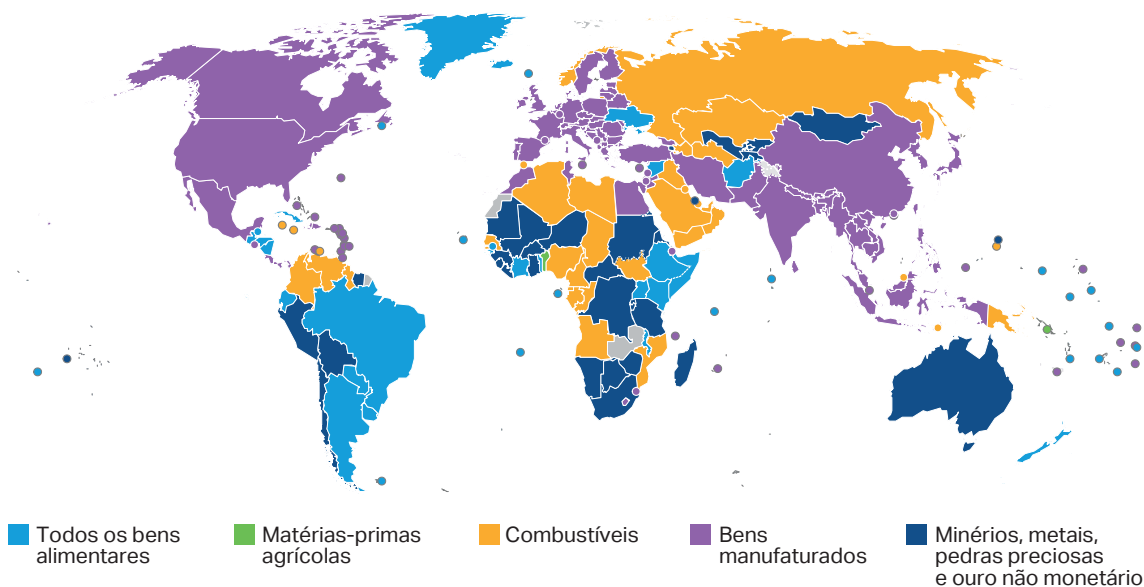 Todos os bens
alimentares
Matérias-primas
agrícolas
Combustíveis
Bens
manufaturados
Minérios, metais,
pedras preciosas
e ouro não monetário